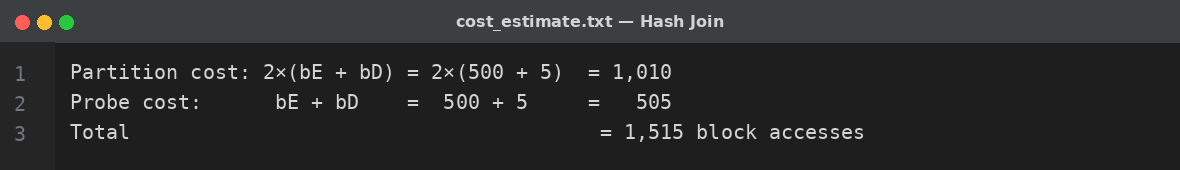 cost_estimate.txt — Hash Join
1 Partition cost: 2×(bE + bD) = 2×(500 + 5)  = 1,010
2 Probe cost:      bE + bD    =  500 + 5     =   505
3 Total                                       = 1,515 block accesses